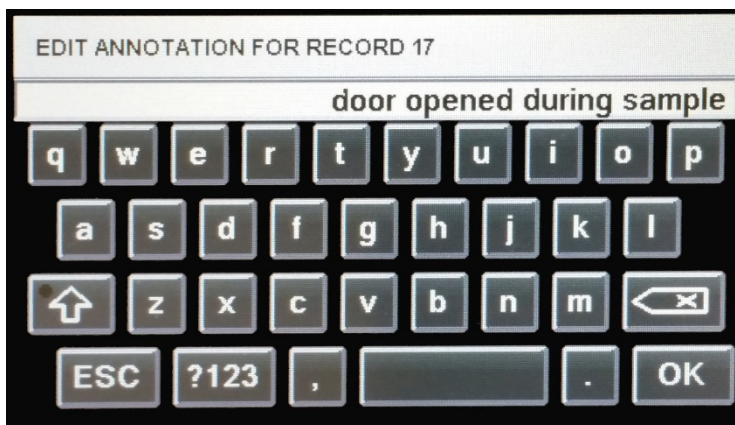 EDIT ANNOTATION FOR RECORD 17
door opened during sample
q w e r t y u i o p
a s d f g h j k l
z x c v b n m
ESC ?123 , . OK